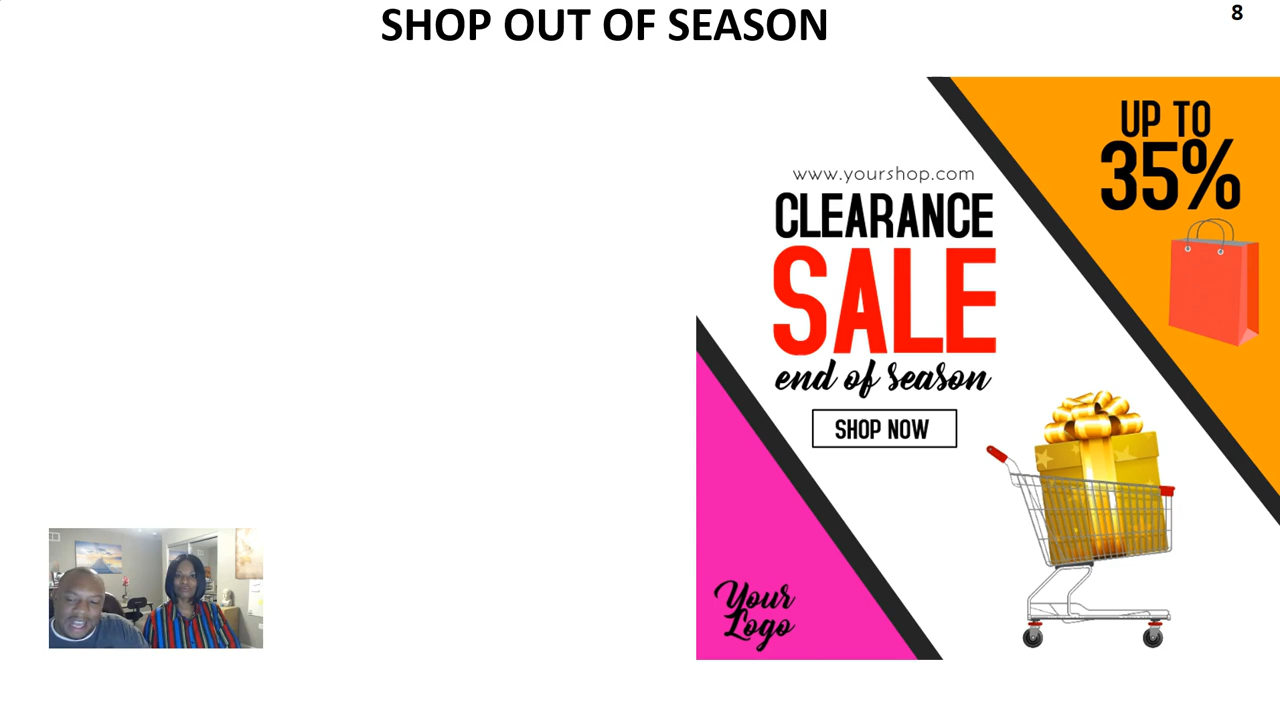 SHOP OUT OF SEASON
8
UP TO
35%
www.yourshop.com
CLEARANCE
SALE
end of season
SHOP NOW
Your
Logo